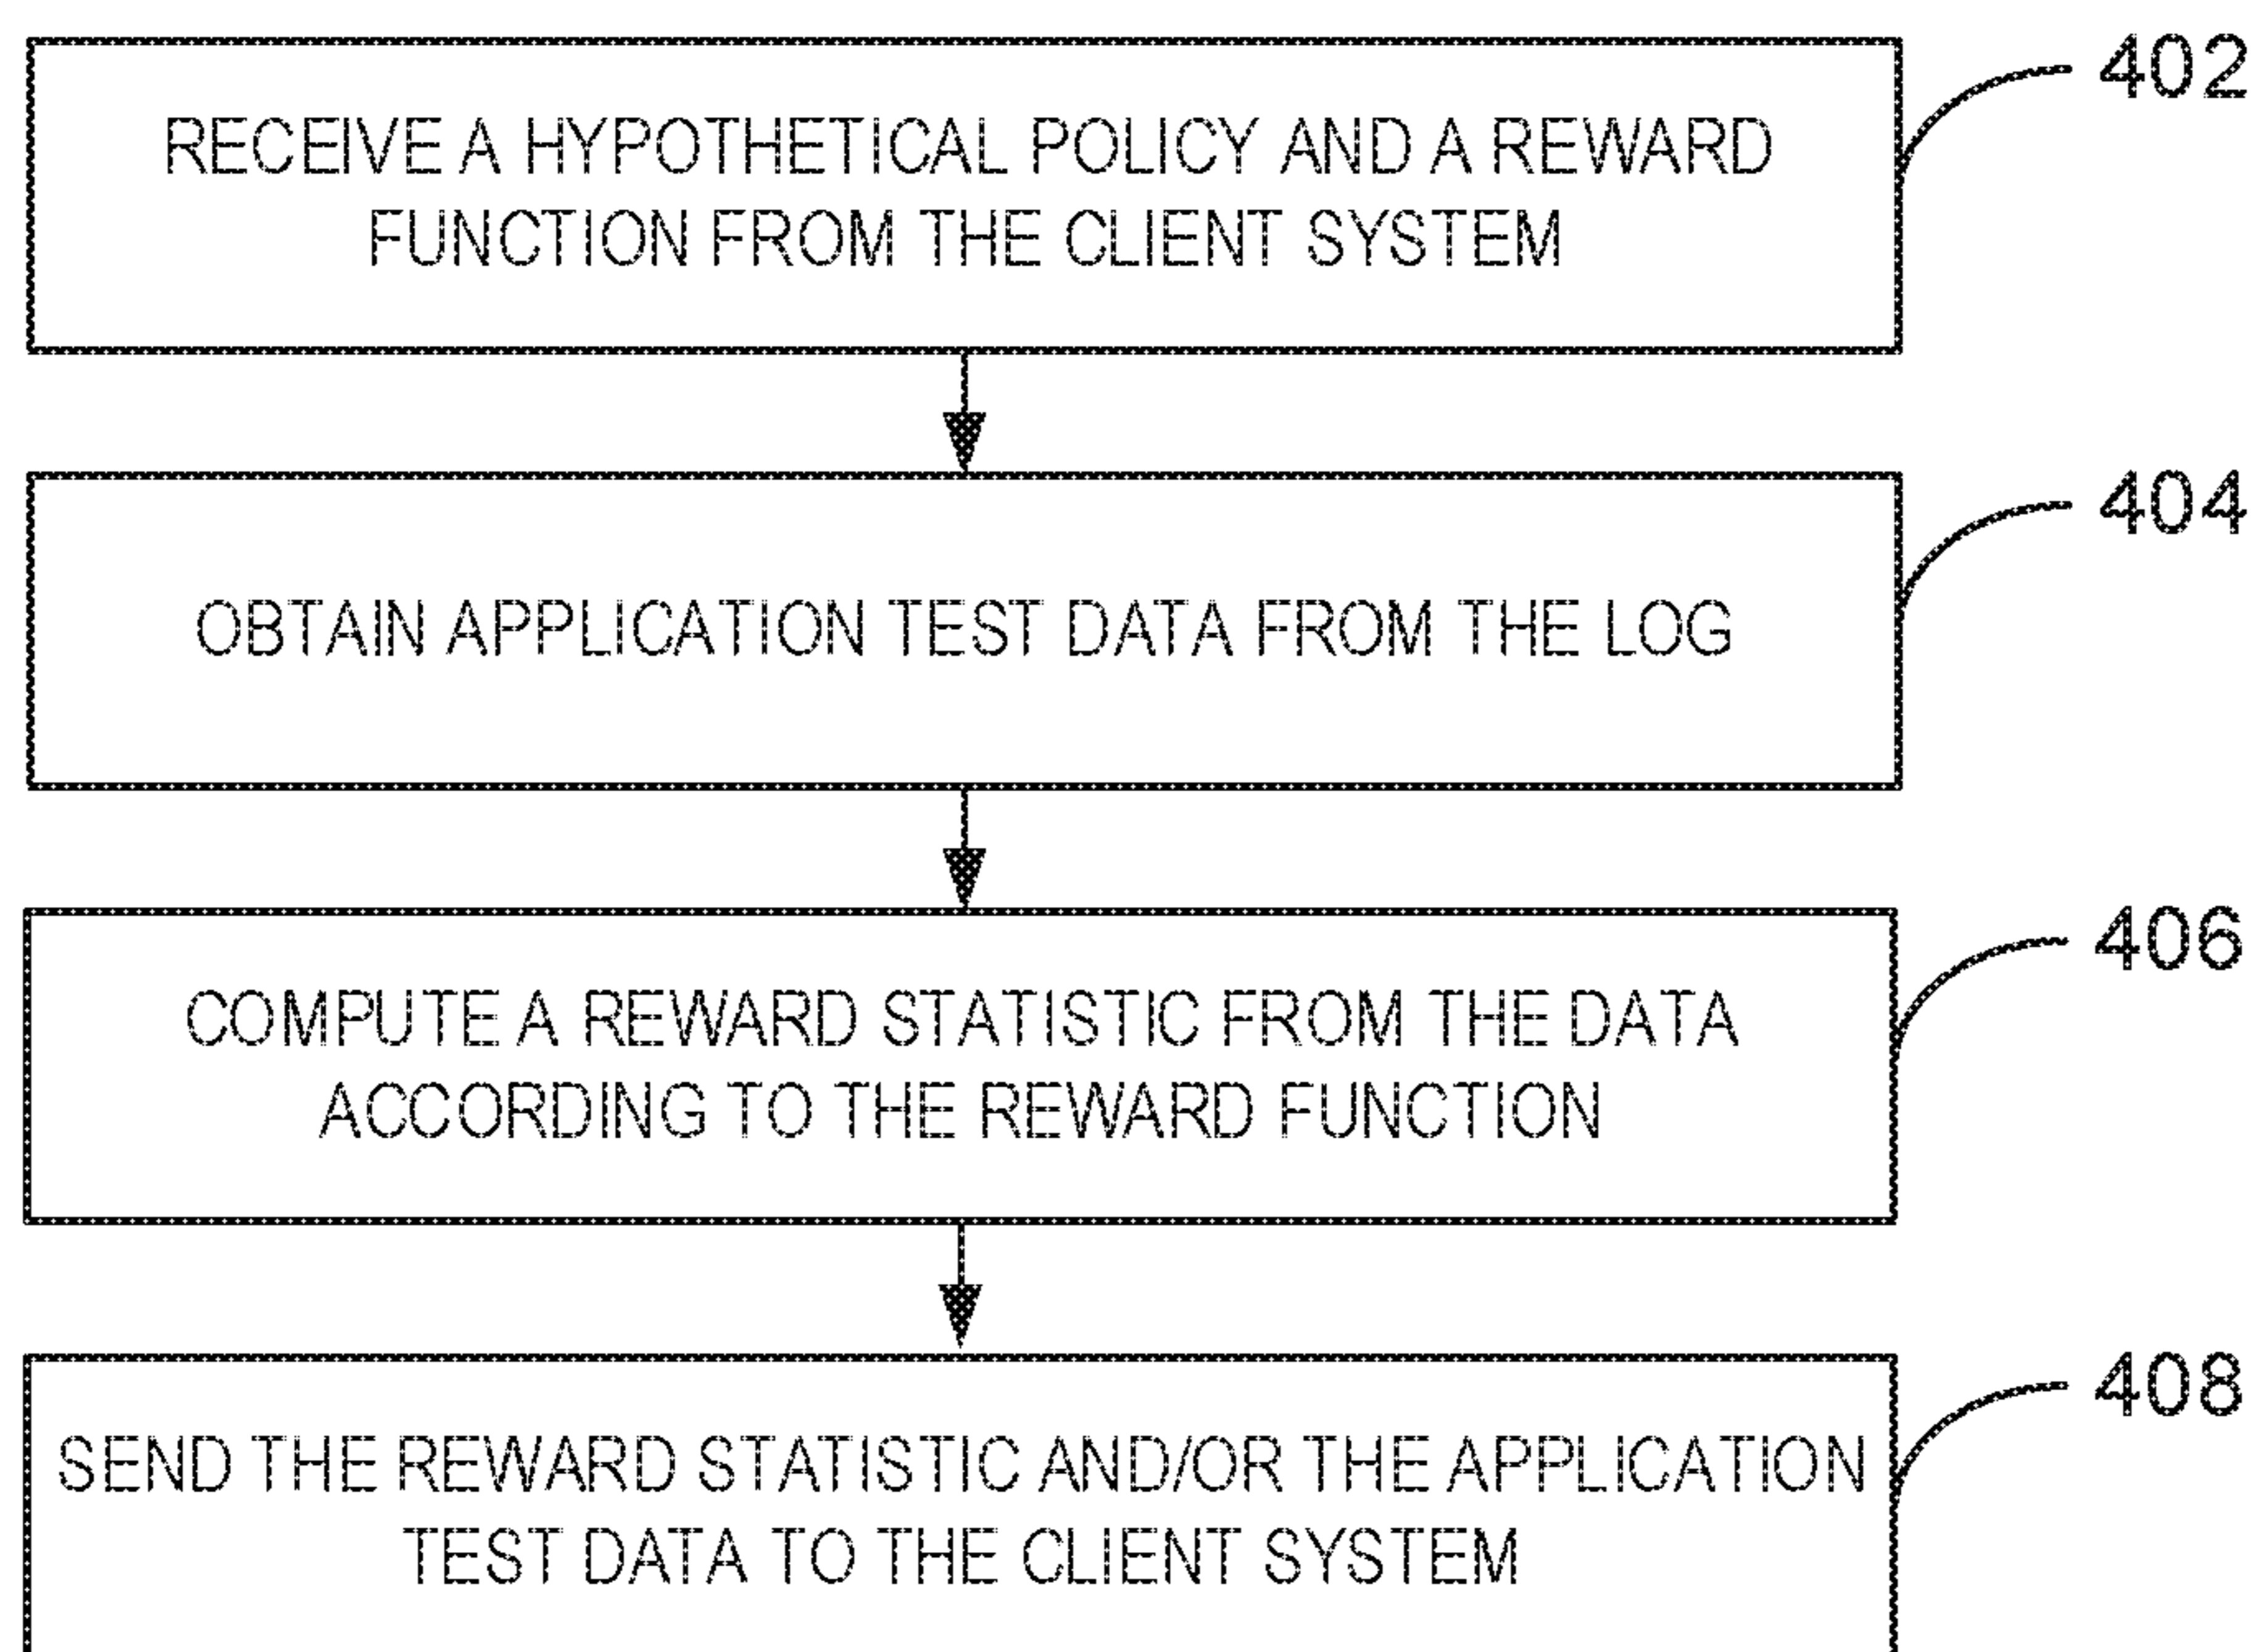 402
RECEIVE A HYPOTHETICAL POLICY AND A REWARD
FUNCTION FROM THE CLIENT SYSTEM
404
OBTAIN APPLICATION TEST DATA FROM THE LOG
406
COMPUTE A REWARD STATISTIC FROM THE DATA
ACCORDING TO THE REWARD FUNCTION
408
SEND THE REWARD STATISTIC AND/OR THE APPLICATION
TEST DATA TO THE CLIENT SYSTEM